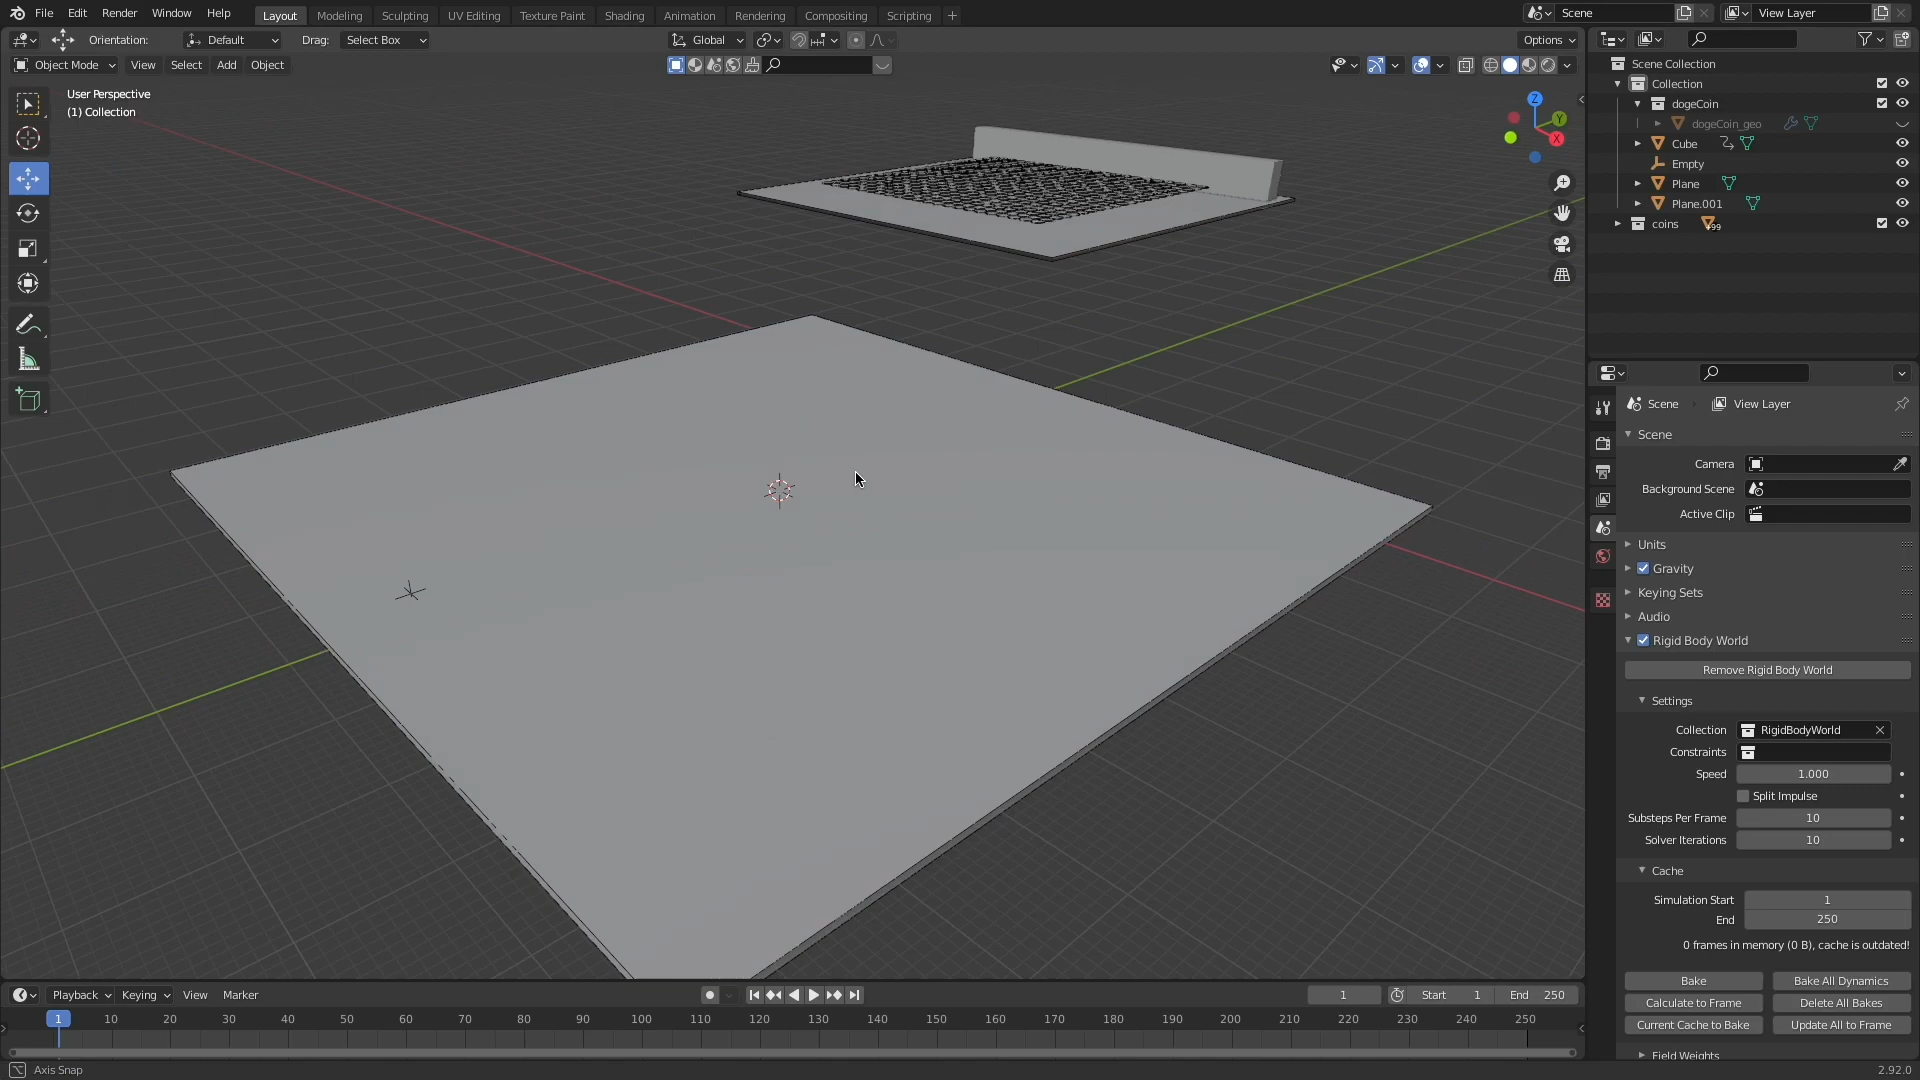 File Edit Render Window Help Layout Modeling Sculpting UV Editing Texture Paint Shading Animation Rendering Compositing Scripting + Scene View Layer
Orientation: Default Drag: Select Box Global Options
Object Mode View Select Add Object
User Perspective
(1) Collection
Z
Y
X
Scene Collection
Collection
dogeCoin
dogeCoin_geo
Cube
Empty
Plane
Plane.001
coins 99
Scene View Layer
Scene
Camera
Background Scene
Active Clip
Units
Gravity
Keying Sets
Audio
Rigid Body World
Remove Rigid Body World
Settings
Collection RigidBodyWorld
Constraints
Speed 1.000
Split Impulse
Substeps Per Frame 10
Solver Iterations 10
Cache
Simulation Start 1
End 250
0 frames in memory (0 B), cache is outdated!
Bake Bake All Dynamics
Calculate to Frame Delete All Bakes
Current Cache to Bake Update All to Frame
Field Weights
Playback Keying View Marker 1 Start 1 End 250
1 10 20 30 40 50 60 70 80 90 100 110 120 130 140 150 160 170 180 190 200 210 220 230 240 250
Axis Snap 2.92.0